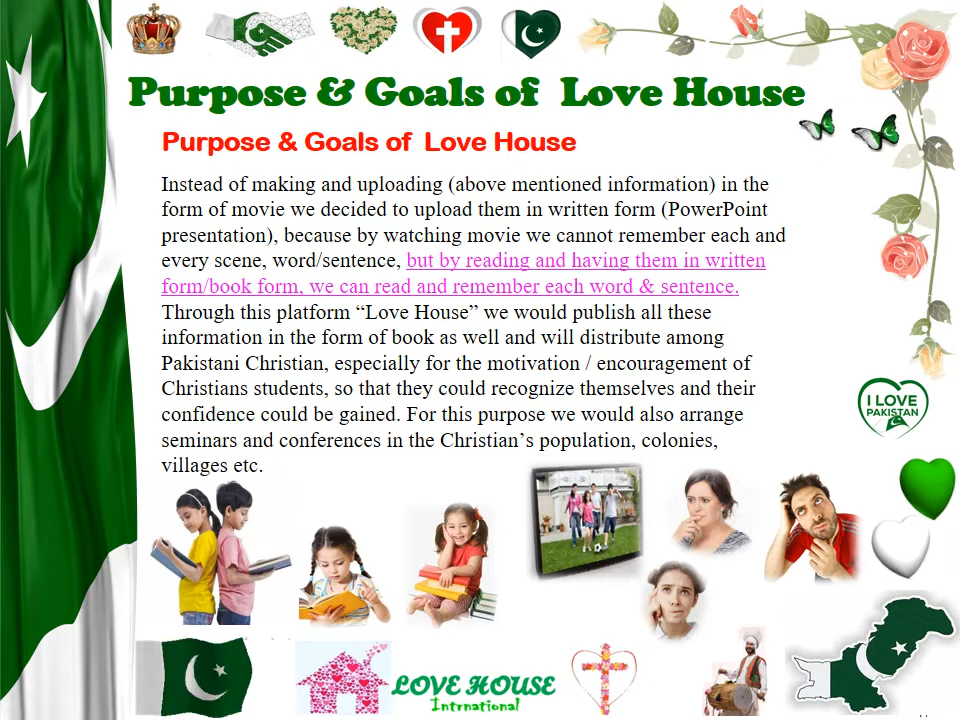 Purpose & Goals of Love House
Purpose & Goals of Love House
Instead of making and uploading (above mentioned information) in the
form of movie we decided to upload them in written form (PowerPoint
presentation), because by watching movie we cannot remember each and
every scene, word/sentence, but by reading and having them in written
form/book form, we can read and remember each word & sentence.
Through this platform “Love House” we would publish all these
information in the form of book as well and will distribute among
Pakistani Christian, especially for the motivation / encouragement of
Christians students, so that they could recognize themselves and their
confidence could be gained. For this purpose we would also arrange
seminars and conferences in the Christian’s population, colonies,
villages etc.
I LOVE
PAKISTAN
LOVE HOUSE
Intrnational